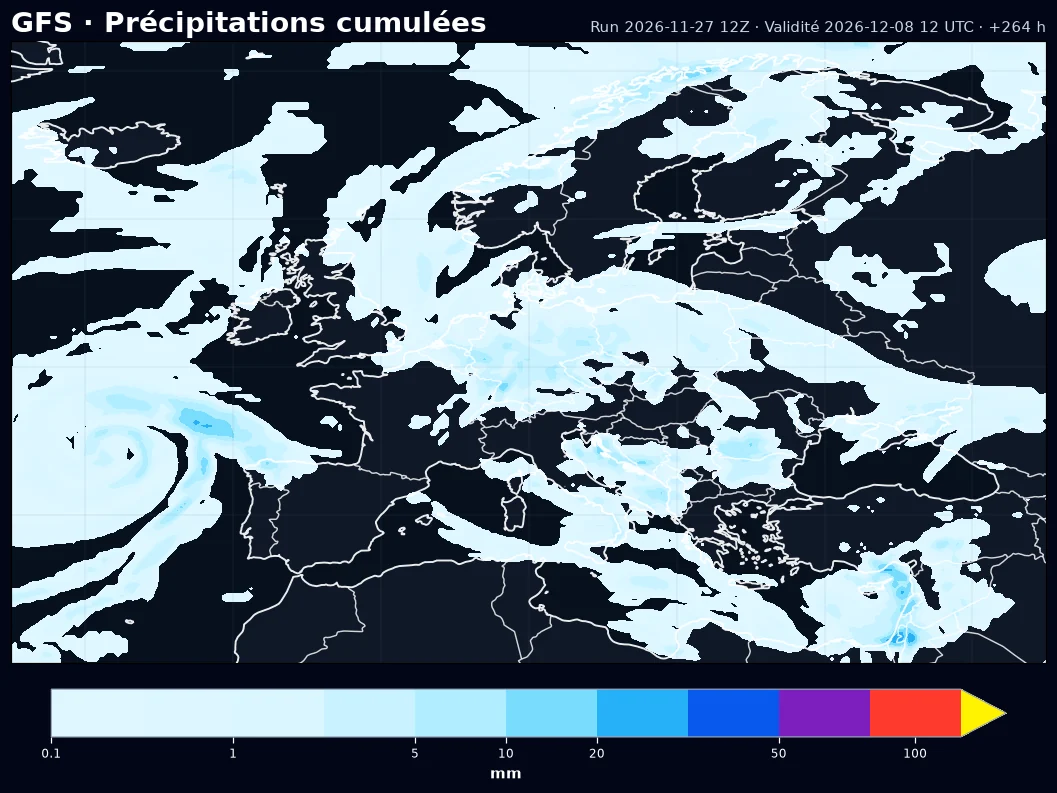 GFS · Précipitations cumulées
Run 2026-11-27 12Z · Validité 2026-12-08 12 UTC · +264 h
0.1 1 5 10 20 50 100
mm